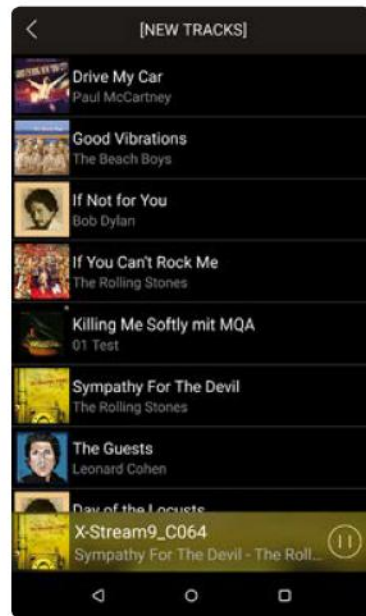 [NEW TRACKS]
Drive My Car
Paul McCartney
Good Vibrations
The Beach Boys
If Not for You
Bob Dylan
If You Can't Rock Me
The Rolling Stones
Killing Me Softly mit MQA
01 Test
Sympathy For The Devil
The Rolling Stones
The Guests
Leonard Cohen
Day of the Locusts
X-Stream9_C064
Sympathy For The Devil - The Roll...